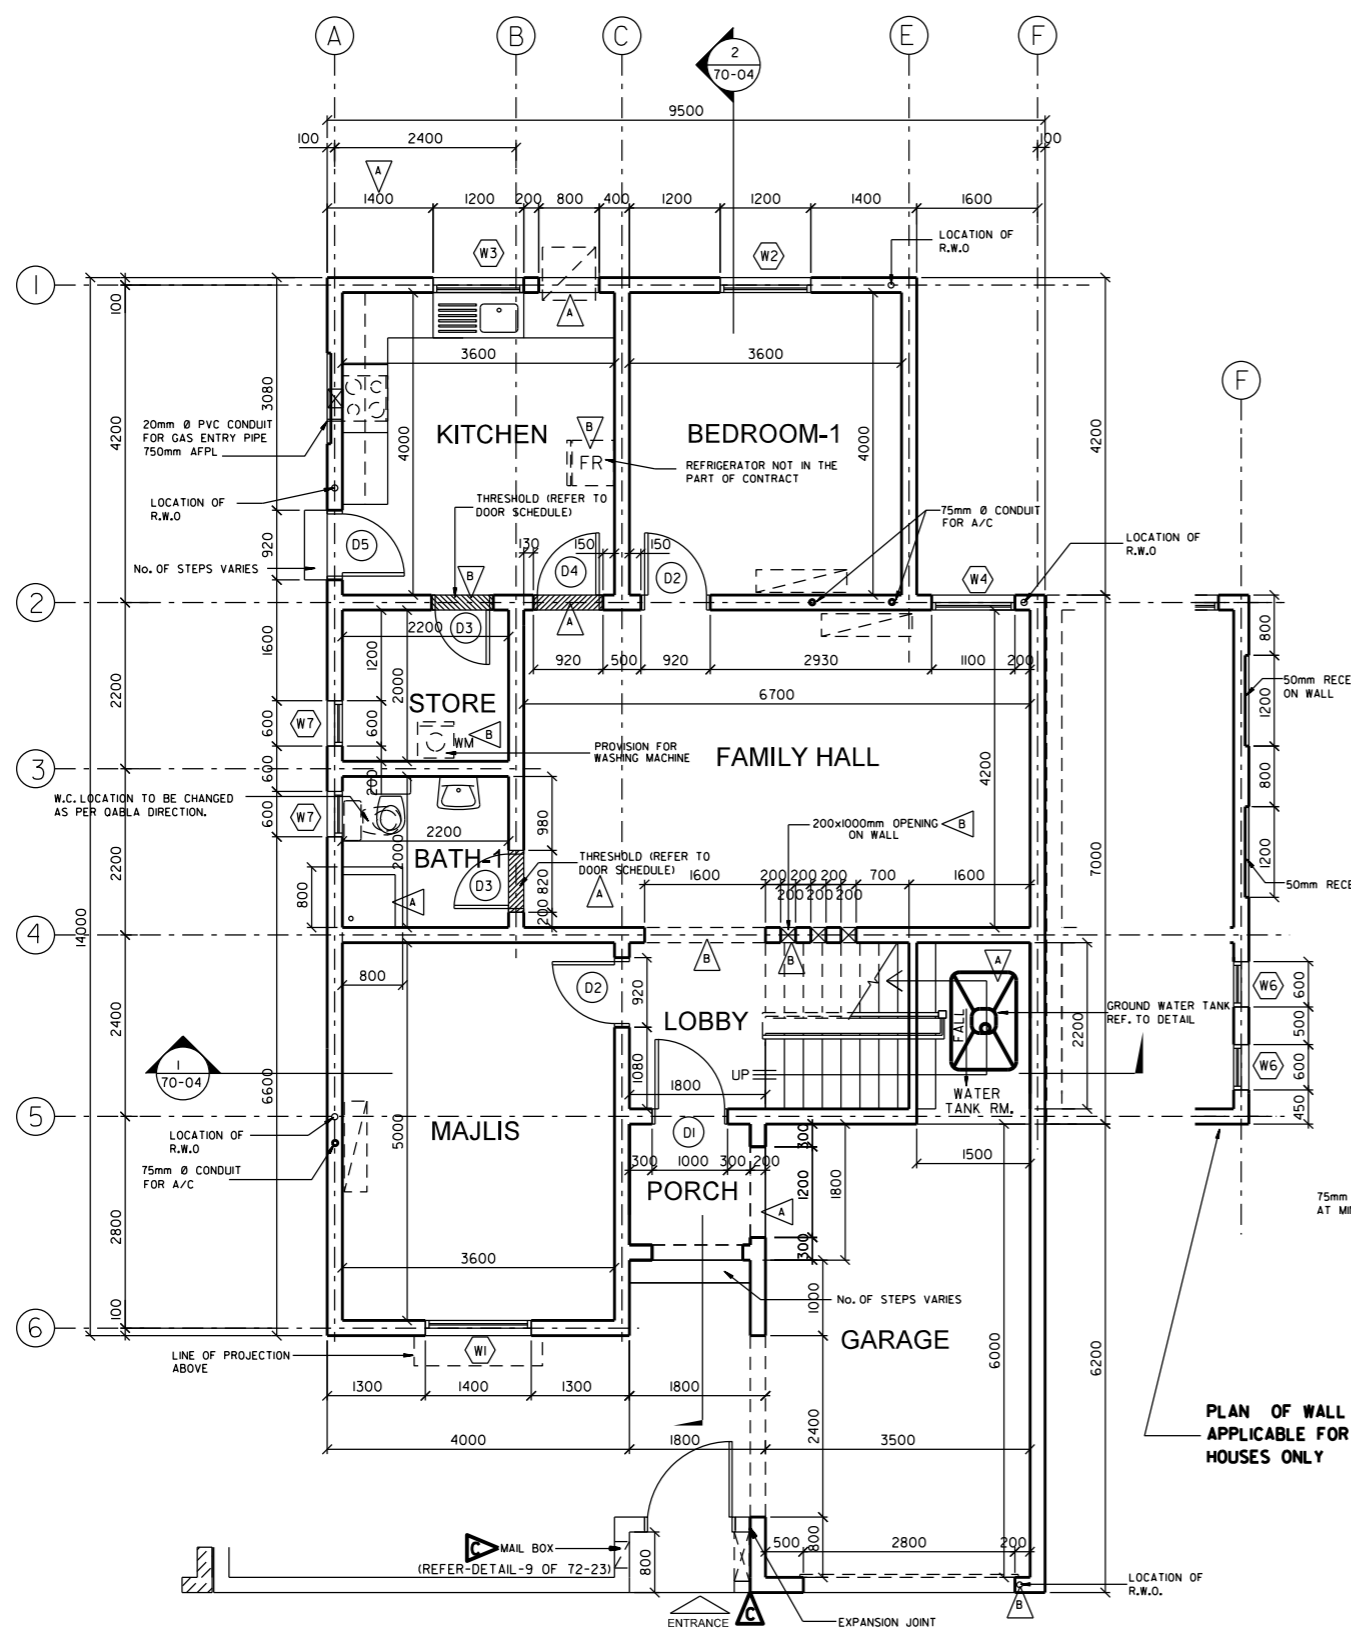 A B C E F
2
70-04
9500
100 2400 100
A
1400 1200 200 800 400 1200 1200 1400 1600
W3 W2
LOCATION OF
R.W.O
1
100
A
3600 3600
F
3080
4200
4200
20mm Ø PVC CONDUIT
FOR GAS ENTRY PIPE
750mm AFPL
KITCHEN
BEDROOM-1
4000
4000
B
FR
REFRIGERATOR NOT IN THE
PART OF CONTRACT
LOCATION OF
R.W.O
THRESHOLD (REFER TO
DOOR SCHEDULE)
75mm Ø CONDUIT
FOR A/C
LOCATION OF
R.W.O
920
D5
130 150 150
No. OF STEPS VARIES
B
D4 D2
W4
2
A
2200
D3
1600
1200
2000
2200
920 500 920 2930 1100 200
800
6700
50mm RECE
ON WALL
1200
STORE
W7
600
600
WM
B
PROVISION FOR
WASHING MACHINE
FAMILY HALL
4200
3
600
200
800
W.C. LOCATION TO BE CHANGED
AS PER QABLA DIRECTION.
600
W7
2200
980
200x1000mm OPENING
ON WALL
B
1200
7000
BATH-1
2000
2200
THRESHOLD (REFER TO
DOOR SCHEDULE)
D3
820
A
800
A
200
1600 200 200 200 700 1600
200 200 200
50mm RECE
4
14000
B B A
800
D2
920
LOBBY
FALL
GROUND WATER TANK
REF. TO DETAIL
2200
W6
600
500
W6
600
450
2400
1
70-04
6600
1080
1800
UP
WATER
TANK RM.
5
LOCATION OF
R.W.O
75mm Ø CONDUIT
FOR A/C
MAJLIS
5000
D1
300 1000 300 200
300
1200
1800
300
1500
PORCH
A
75mm
AT MI
2800
3600
1000
No. OF STEPS VARIES
GARAGE
6000
6200
6
100
LINE OF PROJECTION
ABOVE
W1
1300 1400 1300 1800
2400
PLAN OF WALL
APPLICABLE FOR
HOUSES ONLY
4000 1800 3500
C
MAIL BOX
(REFER-DETAIL-9 OF 72-23)
800
800
500 2800 200
LOCATION OF
R.W.O.
B
ENTRANCE
C
EXPANSION JOINT